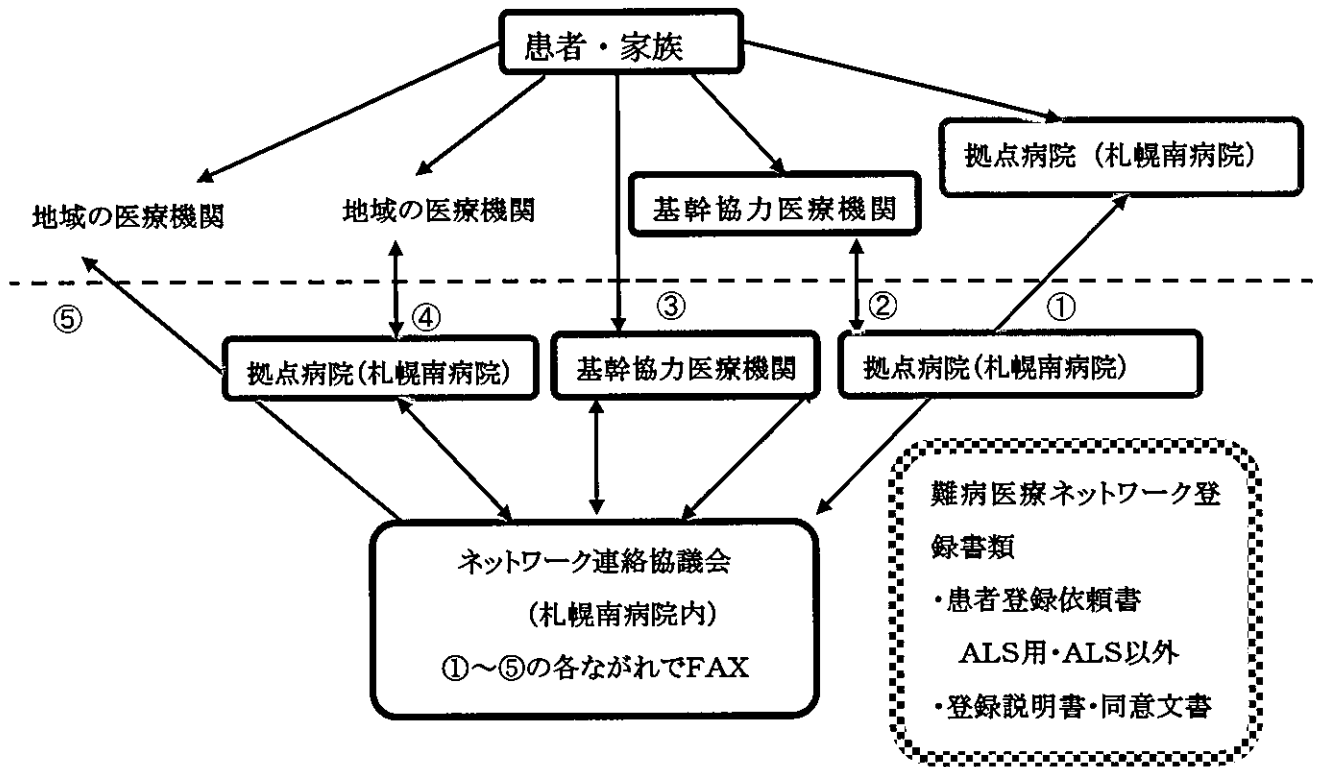 患者・家族
拠点病院（札幌南病院）
地域の医療機関
地域の医療機関
基幹協力医療機関
⑤
④
③
②
①
拠点病院(札幌南病院)
基幹協力医療機関
拠点病院(札幌南病院)
ネットワーク連絡協議会
(札幌南病院内)
①～⑤の各ながれでFAX
難病医療ネットワーク登
録書類
・患者登録依頼書
ALS用・ALS以外
・登録説明書・同意文書